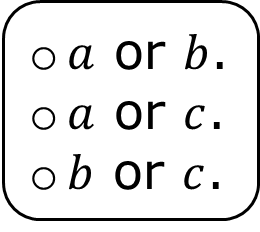 ○ a or b.
○ a or c.
○ b or c.